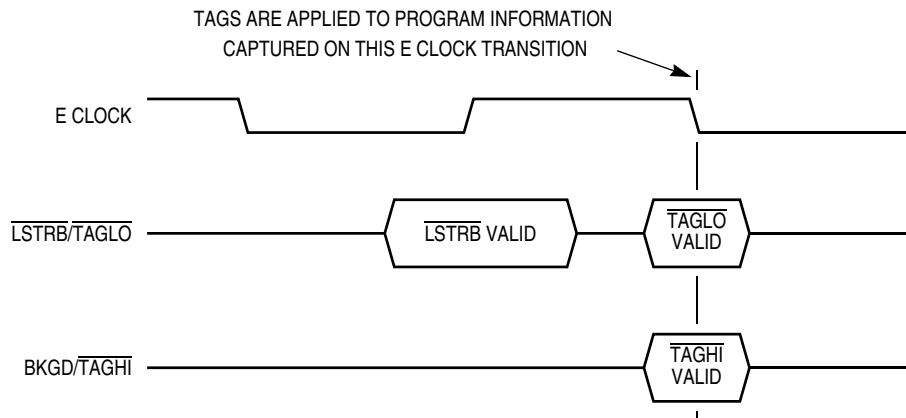 TAGS ARE APPLIED TO PROGRAM INFORMATION
CAPTURED ON THIS E CLOCK TRANSITION
E CLOCK
LSTRB/TAGLO
LSTRB VALID
TAGLO
VALID
BKGD/TAGHI
TAGHI
VALID